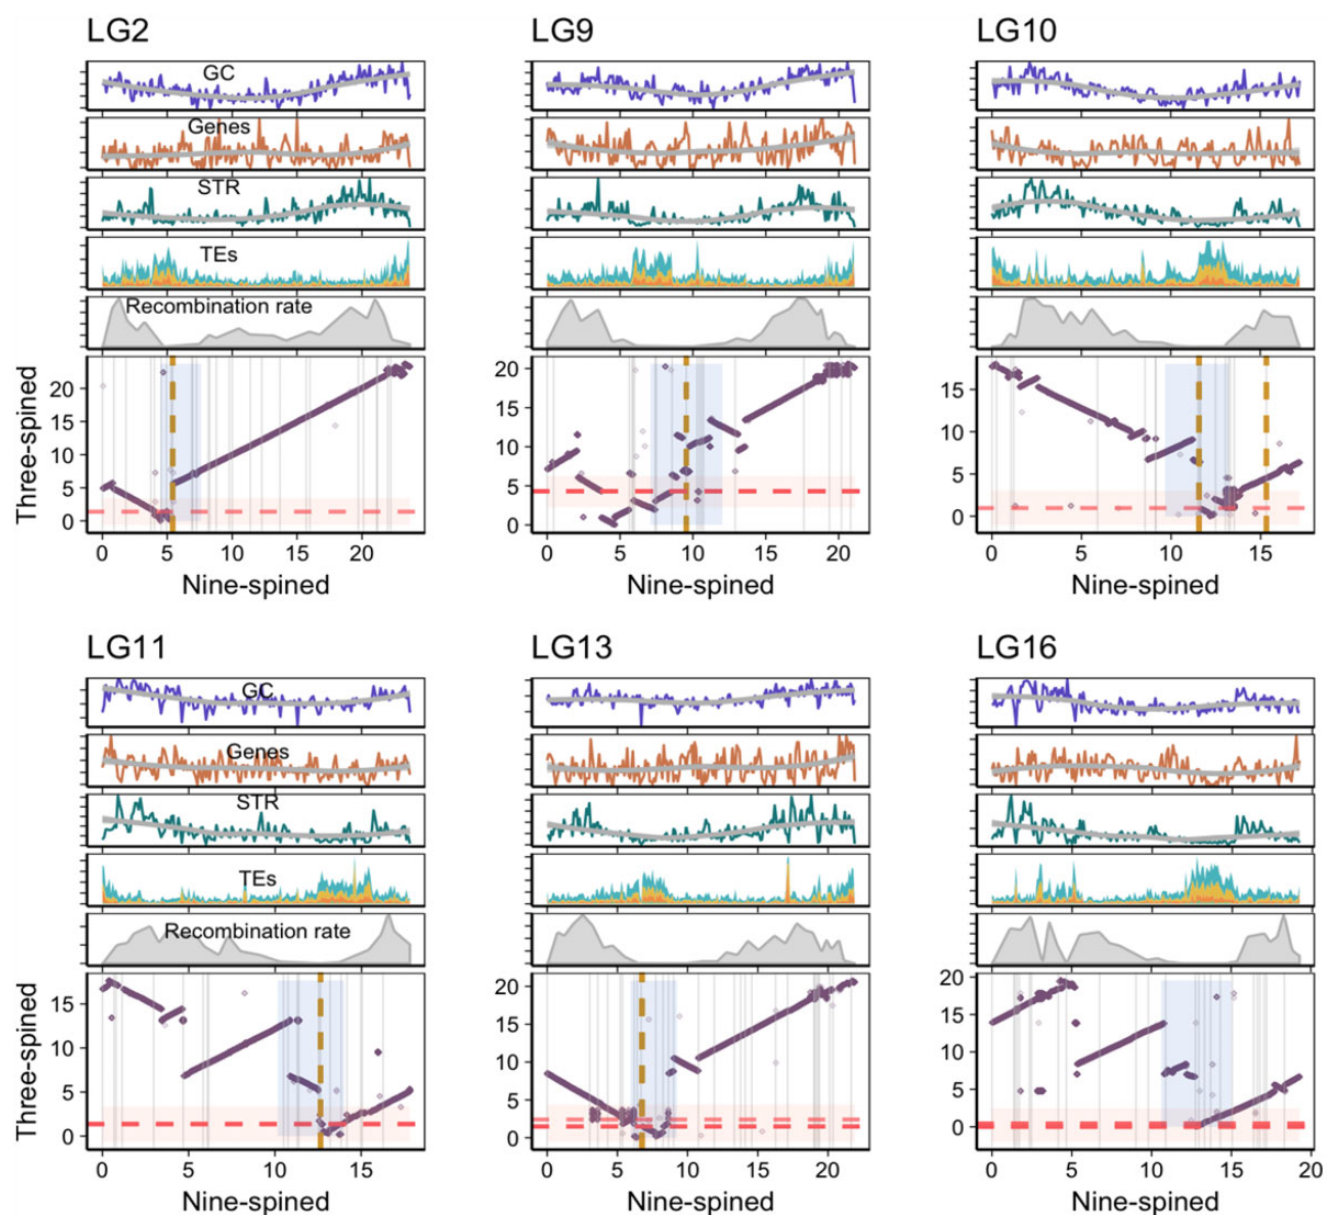 LG2
LG9
LG10
GC
Genes
STR
TEs
Recombination rate
Three-spined
20
15
10
5
0
20
15
10
5
0
15
10
5
0
0 5 10 15 20
0 5 10 15 20
0 5 10 15
Nine-spined
Nine-spined
Nine-spined
LG11
LG13
LG16
GC
Genes
STR
TEs
Recombination rate
Three-spined
15
10
5
0
20
15
10
5
0
20
15
10
5
0
0 5 10 15
0 5 10 15 20
0 5 10 15 20
Nine-spined
Nine-spined
Nine-spined